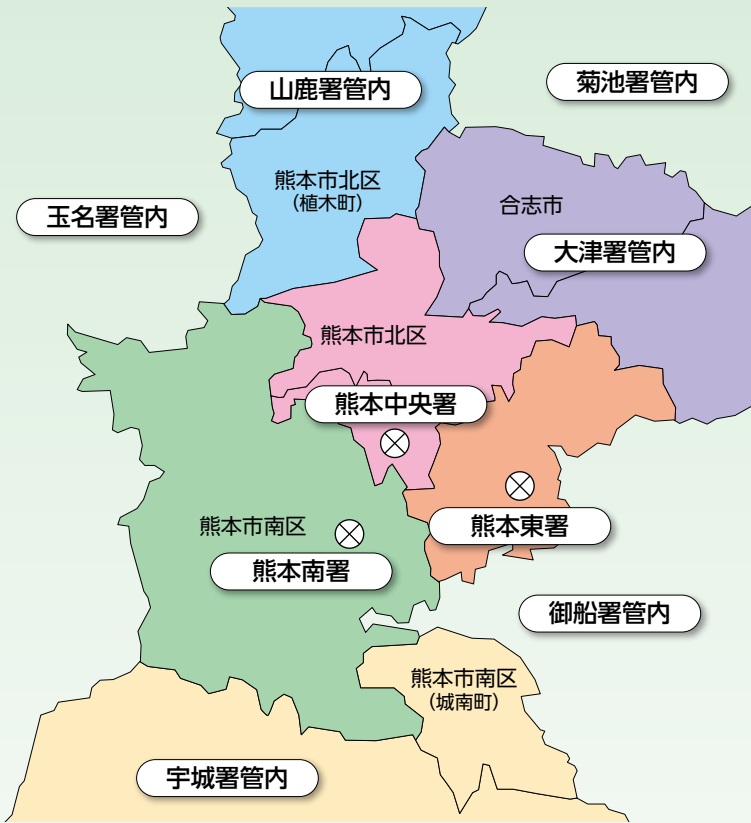 山鹿署管内
菊池署管内
熊本市北区
(植木町)
玉名署管内
合志市
大津署管内
熊本市北区
熊本中央署
熊本市南区
熊本東署
熊本南署
御船署管内
熊本市南区
(城南町)
宇城署管内